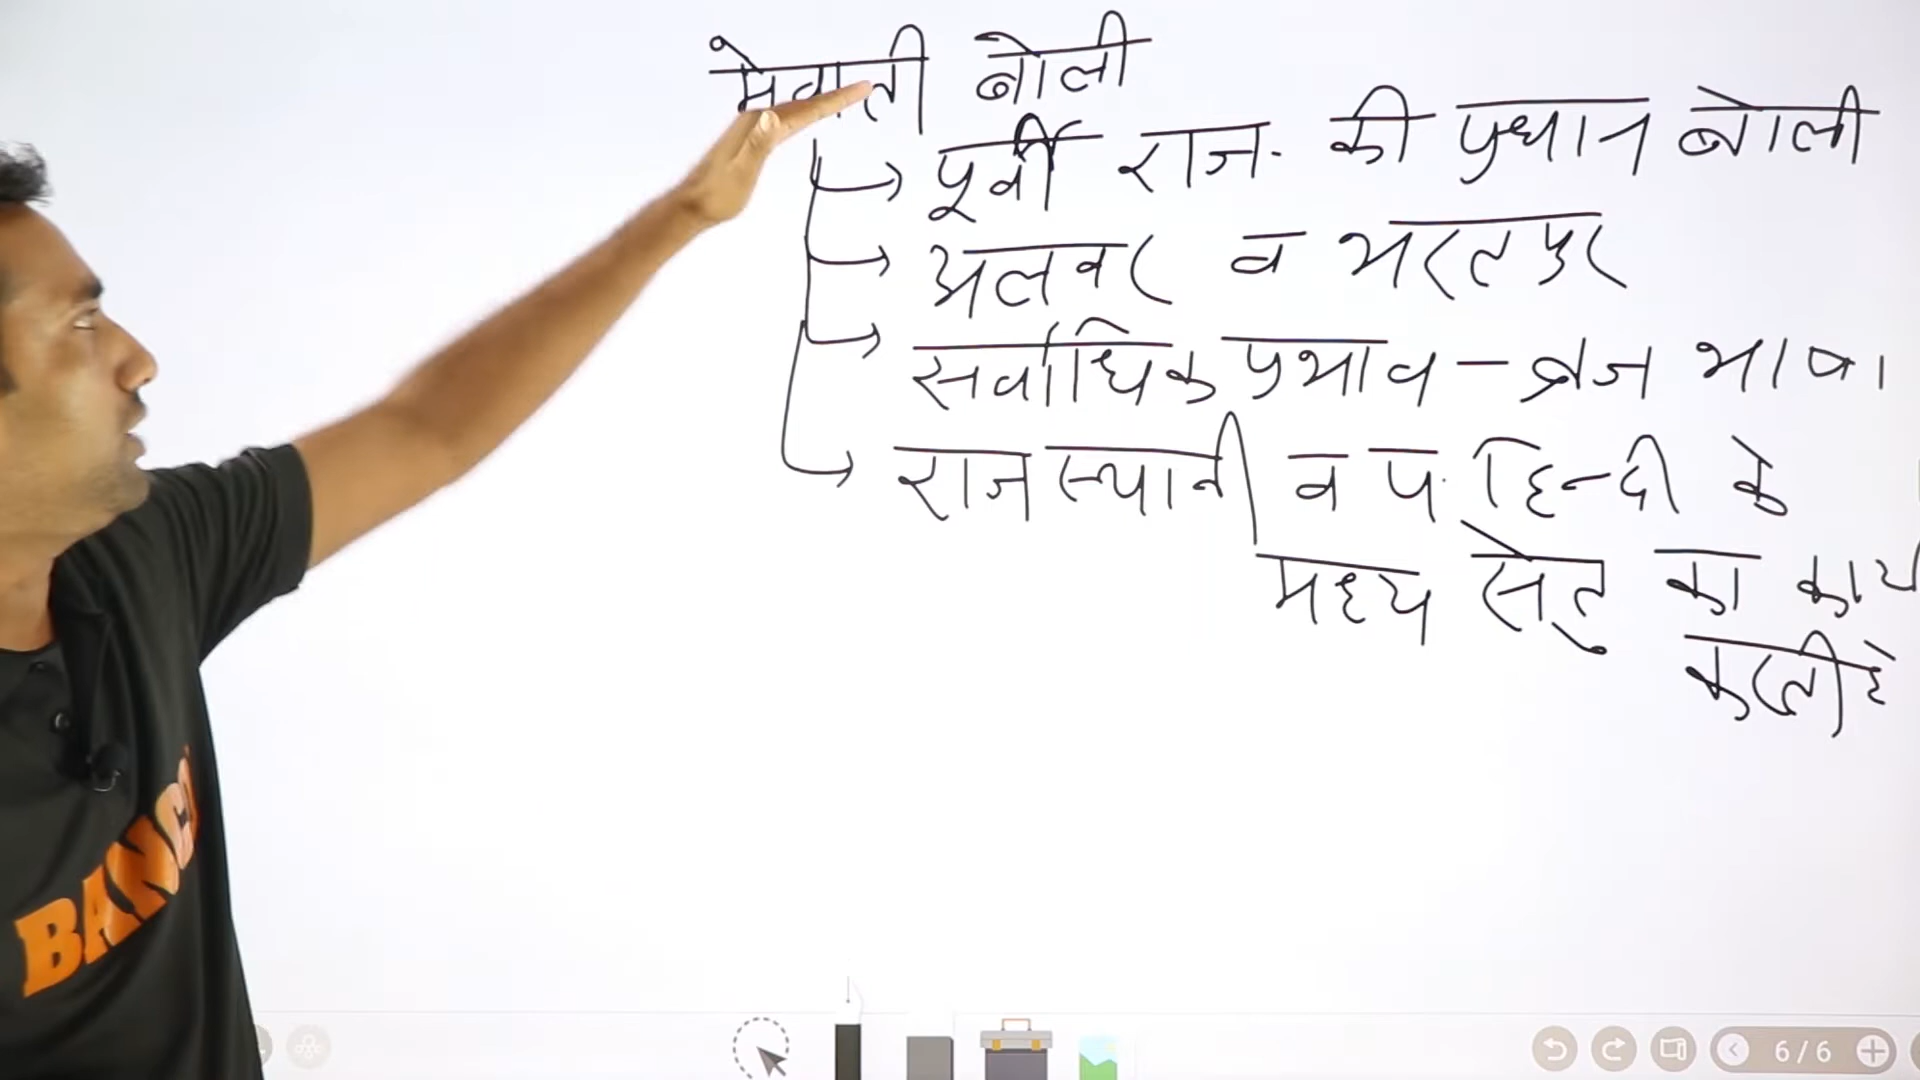 मेवाती बोली
पूर्वी राज. की प्रधान बोली
अलवर व भरतपुर
सर्वाधिक प्रभाव - ब्रज भाषा
राजस्थानी व प. हिन्दी के
मध्य सेतु का कार्य
करती है
6/6